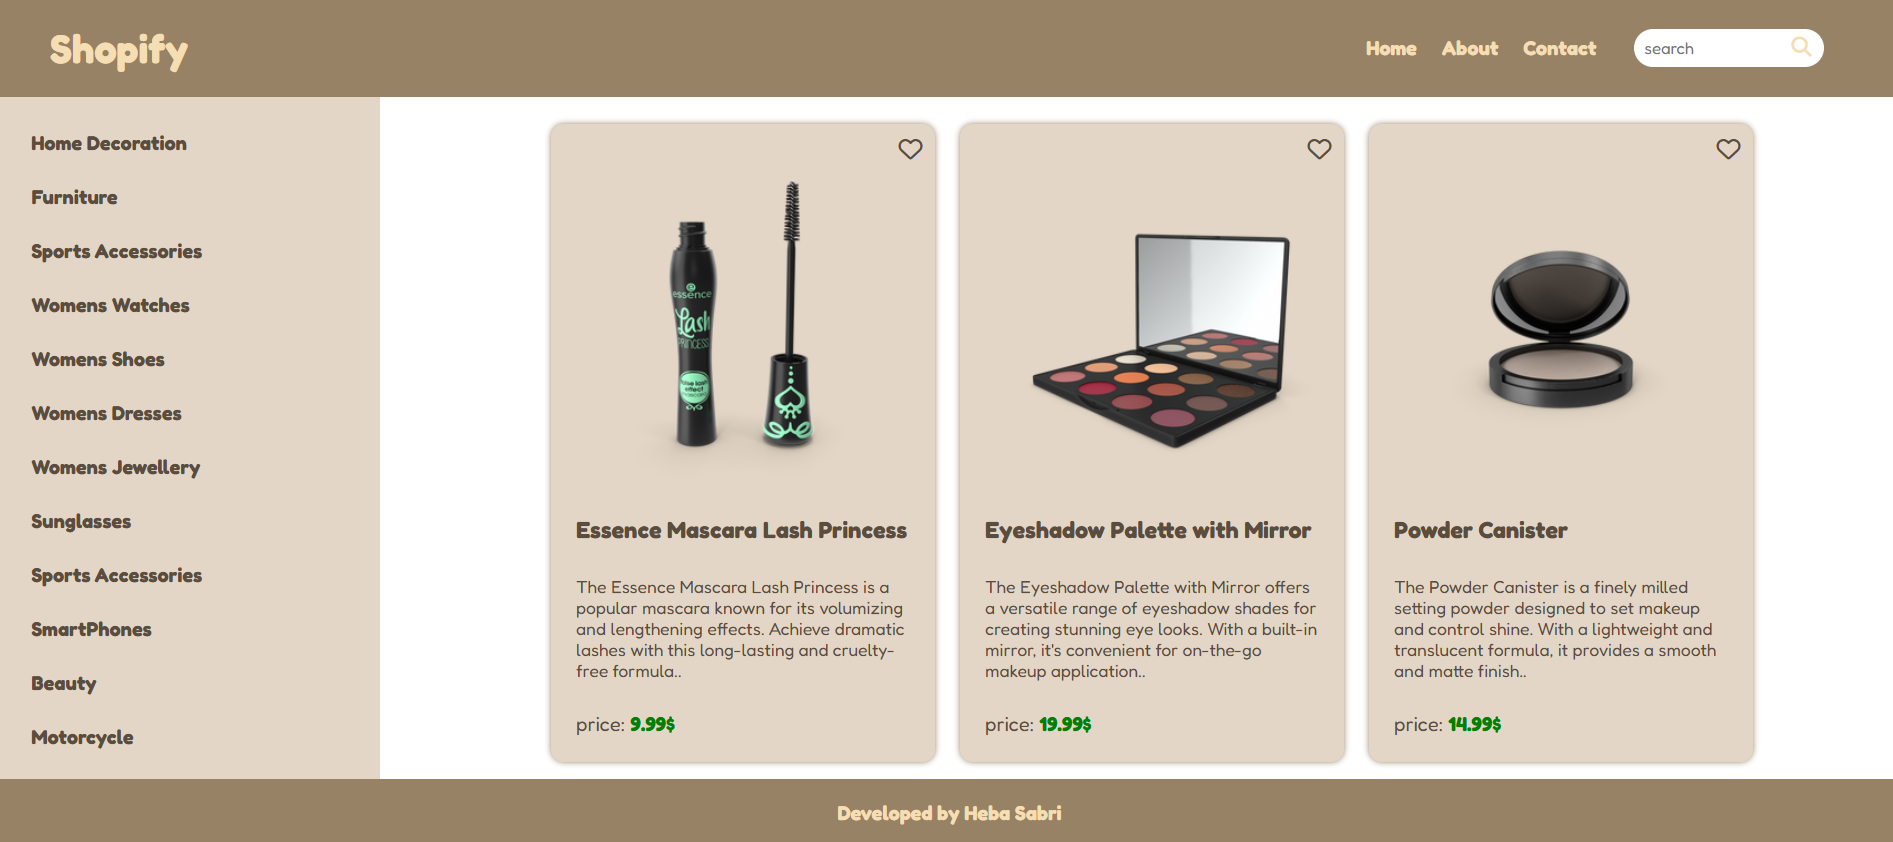 Shopify
Home About Contact
search
Home Decoration
Furniture
Sports Accessories
Womens Watches
Womens Shoes
Womens Dresses
Womens Jewellery
Sunglasses
Sports Accessories
SmartPhones
Beauty
Motorcycle
essence
Lash
PRINCESS
false lash
effect
Essence Mascara Lash Princess
The Essence Mascara Lash Princess is a
popular mascara known for its volumizing
and lengthening effects. Achieve dramatic
lashes with this long-lasting and cruelty-
free formula..
price: 9.99$
Eyeshadow Palette with Mirror
The Eyeshadow Palette with Mirror offers
a versatile range of eyeshadow shades for
creating stunning eye looks. With a built-in
mirror, it's convenient for on-the-go
makeup application..
price: 19.99$
Powder Canister
The Powder Canister is a finely milled
setting powder designed to set makeup
and control shine. With a lightweight and
translucent formula, it provides a smooth
and matte finish..
price: 14.99$
Developed by Heba Sabri